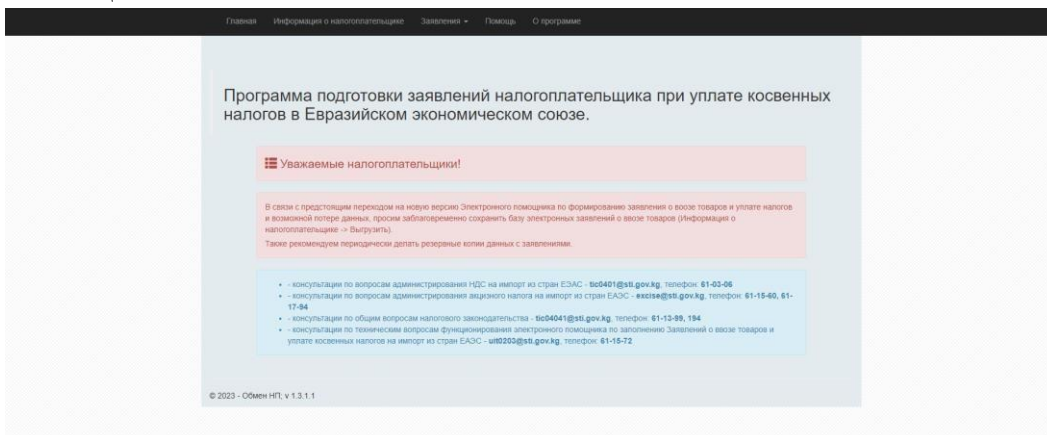 Главная Информация о налогоплательщике Заявления Помощь О программе
Программа подготовки заявлений налогоплательщика при уплате косвенных
налогов в Евразийском экономическом союзе.
Уважаемые налогоплательщики!
В связи с предстоящим переходом на новую версию Электронного помощника по формированию заявления о ввозе товаров и уплате налогов
и возможной потере данных, просим заблаговременно сохранить базу электронных заявлений о ввозе товаров (Информация о
налогоплательщике -> Выгрузить).
Также рекомендуем периодически делать резервные копии данных с заявлениями.
- консультации по вопросам администрирования НДС на импорт из стран ЕЭАС - tic0401@sti.gov.kg, телефон: 61-03-06
- консультации по вопросам администрирования акцизного налога на импорт из стран ЕАЭС - excise@sti.gov.kg, телефон: 61-15-60, 61-
17-94
- консультации по общим вопросам налогового законодательства - tic04041@sti.gov.kg, телефон: 61-13-99, 194
- консультации по техническим вопросам функционирования электронного помощника по заполнению Заявлений о ввозе товаров и
уплате косвенных налогов на импорт из стран ЕАЭС - uit0203@sti.gov.kg, телефон: 61-15-72
© 2023 - Обмен НП; v 1.3.1.1